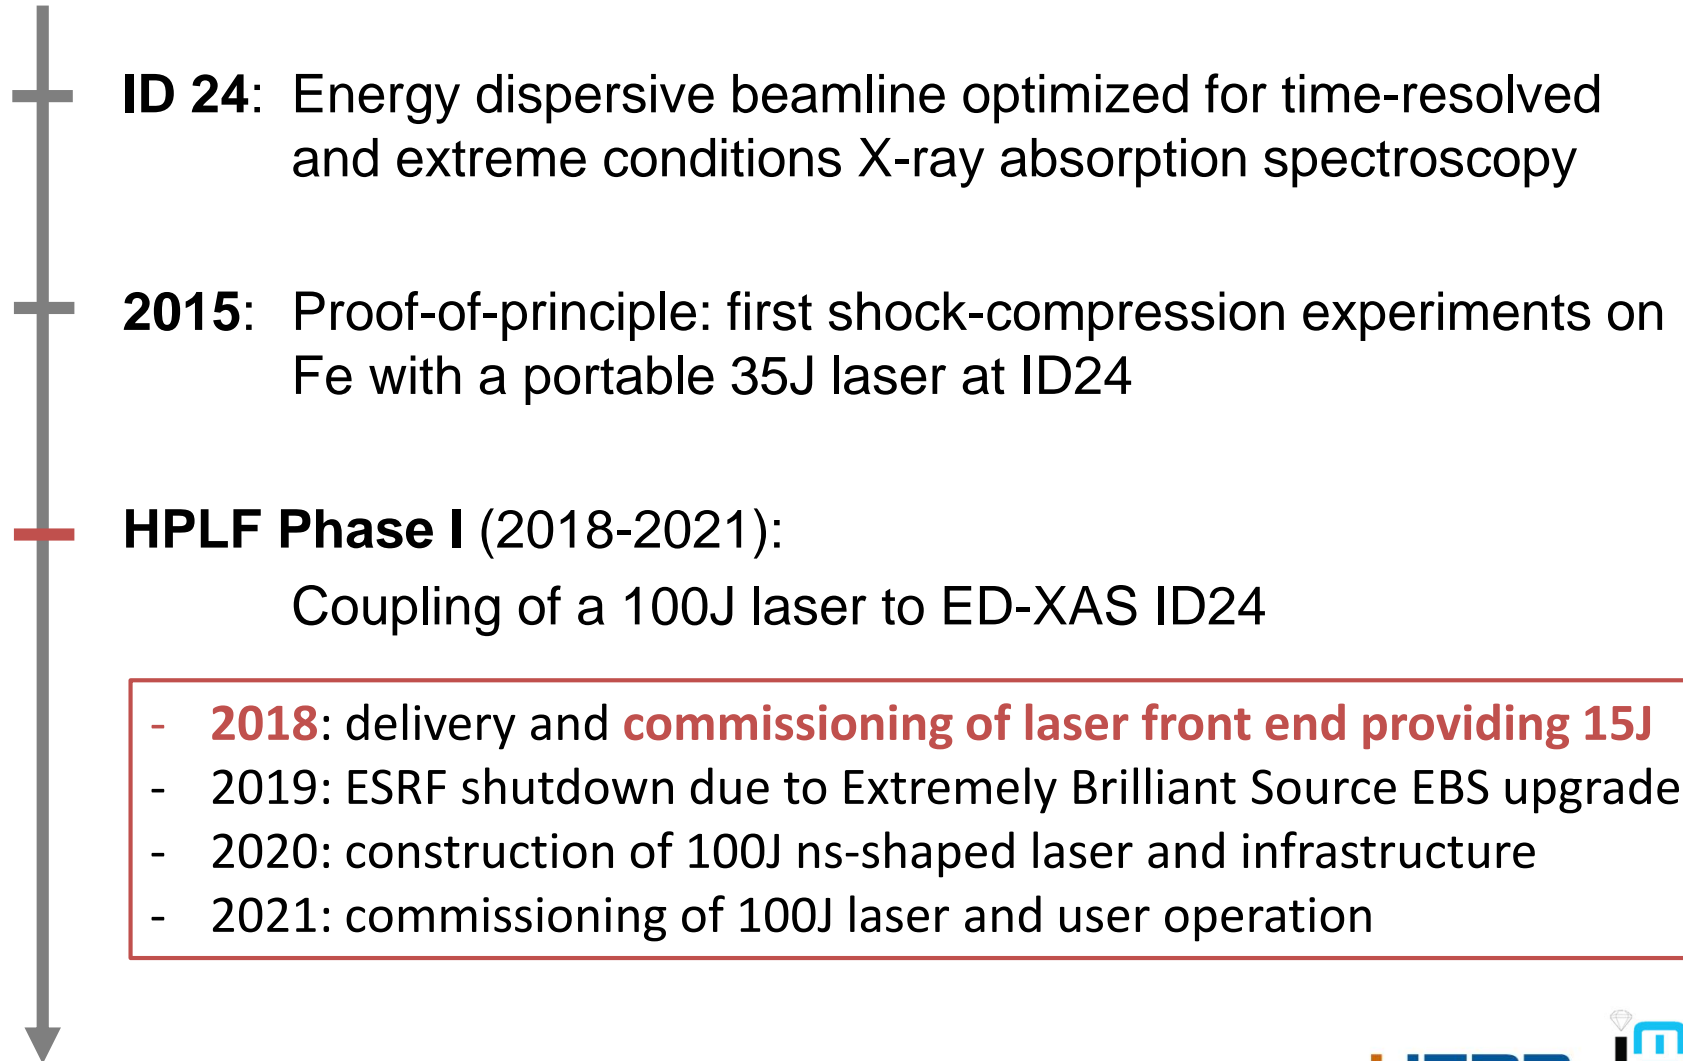 ID 24: Energy dispersive beamline optimized for time-resolved
and extreme conditions X-ray absorption spectroscopy
2015: Proof-of-principle: first shock-compression experiments on
Fe with a portable 35J laser at ID24
HPLF Phase I (2018-2021):
Coupling of a 100J laser to ED-XAS ID24
- 2018: delivery and commissioning of laser front end providing 15J
- 2019: ESRF shutdown due to Extremely Brilliant Source EBS upgrade
- 2020: construction of 100J ns-shaped laser and infrastructure
- 2021: commissioning of 100J laser and user operation